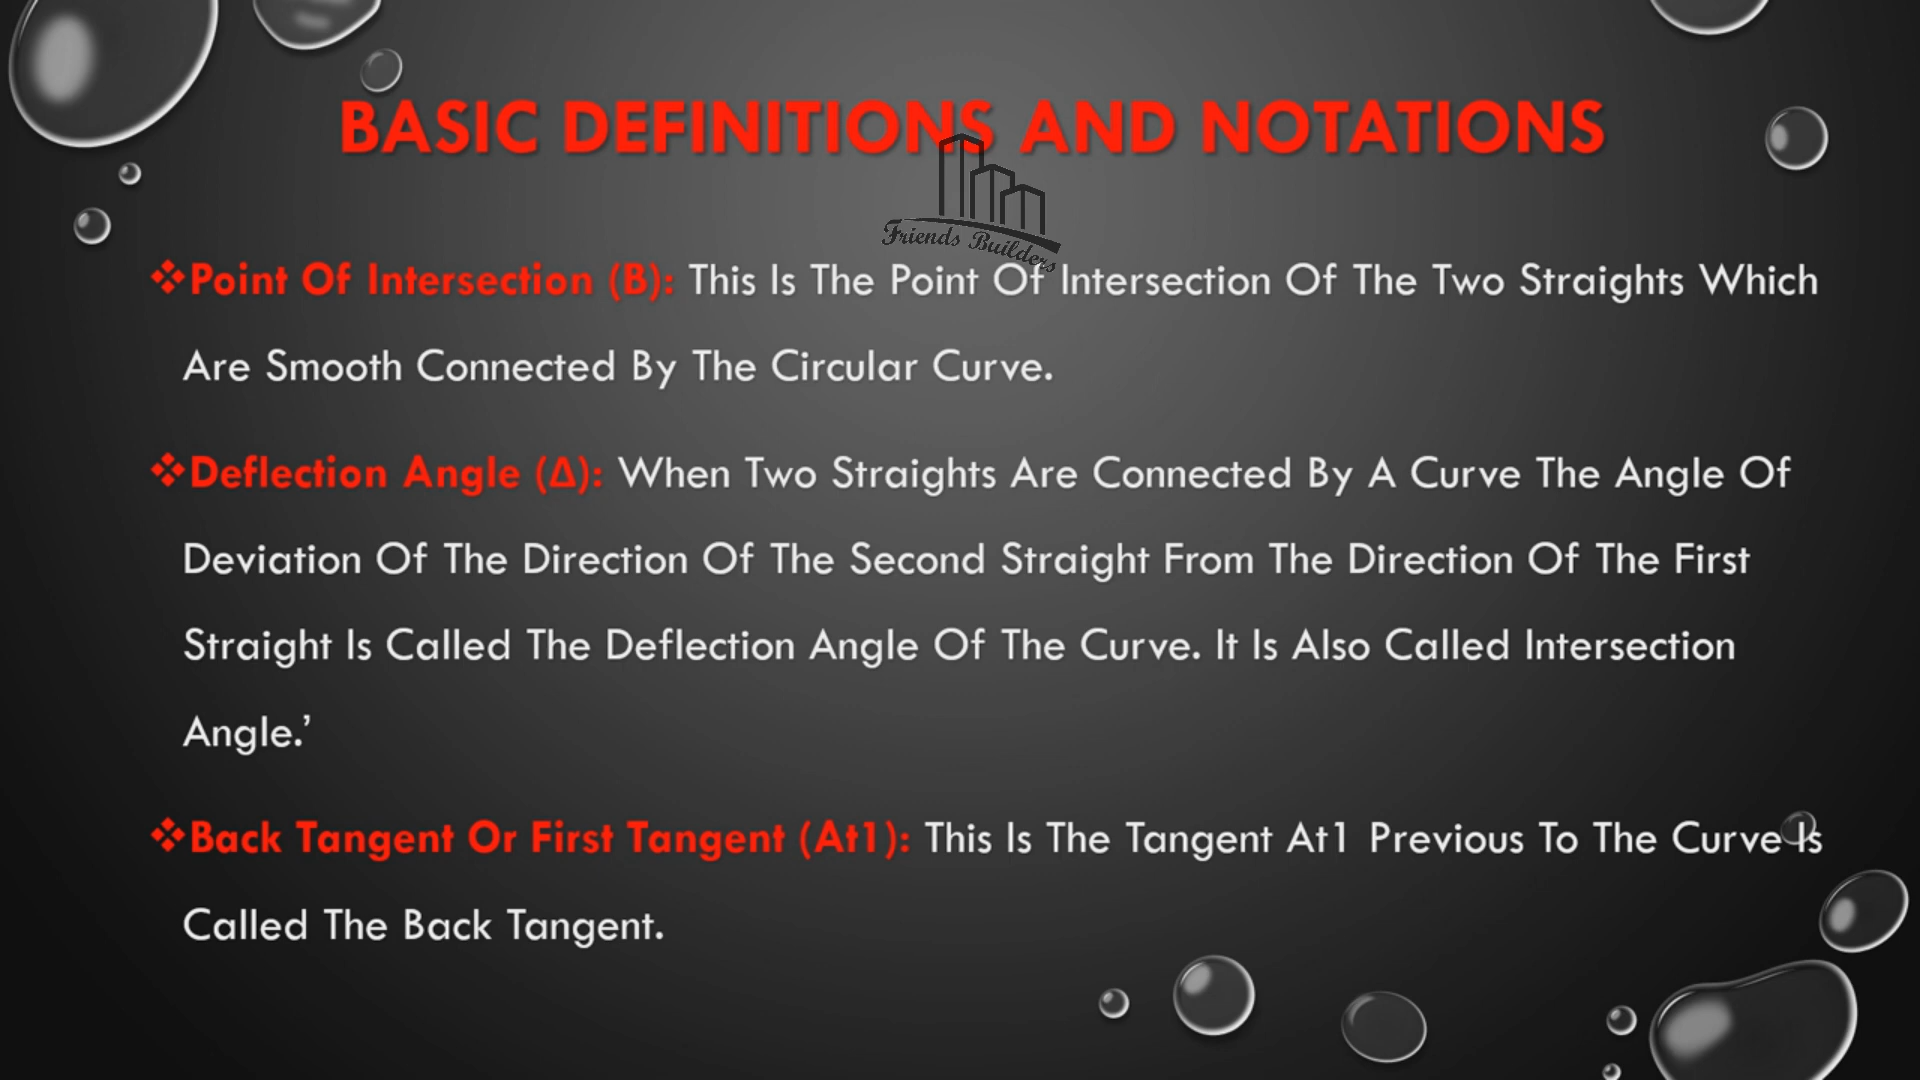 BASIC DEFINITIONS AND NOTATIONS
Friends Builders
❖Point Of Intersection (B): This Is The Point Of Intersection Of The Two Straights Which
Are Smooth Connected By The Circular Curve.
❖Deflection Angle (Δ): When Two Straights Are Connected By A Curve The Angle Of
Deviation Of The Direction Of The Second Straight From The Direction Of The First
Straight Is Called The Deflection Angle Of The Curve. It Is Also Called Intersection
Angle.’
❖Back Tangent Or First Tangent (At1): This Is The Tangent At1 Previous To The Curve Is
Called The Back Tangent.